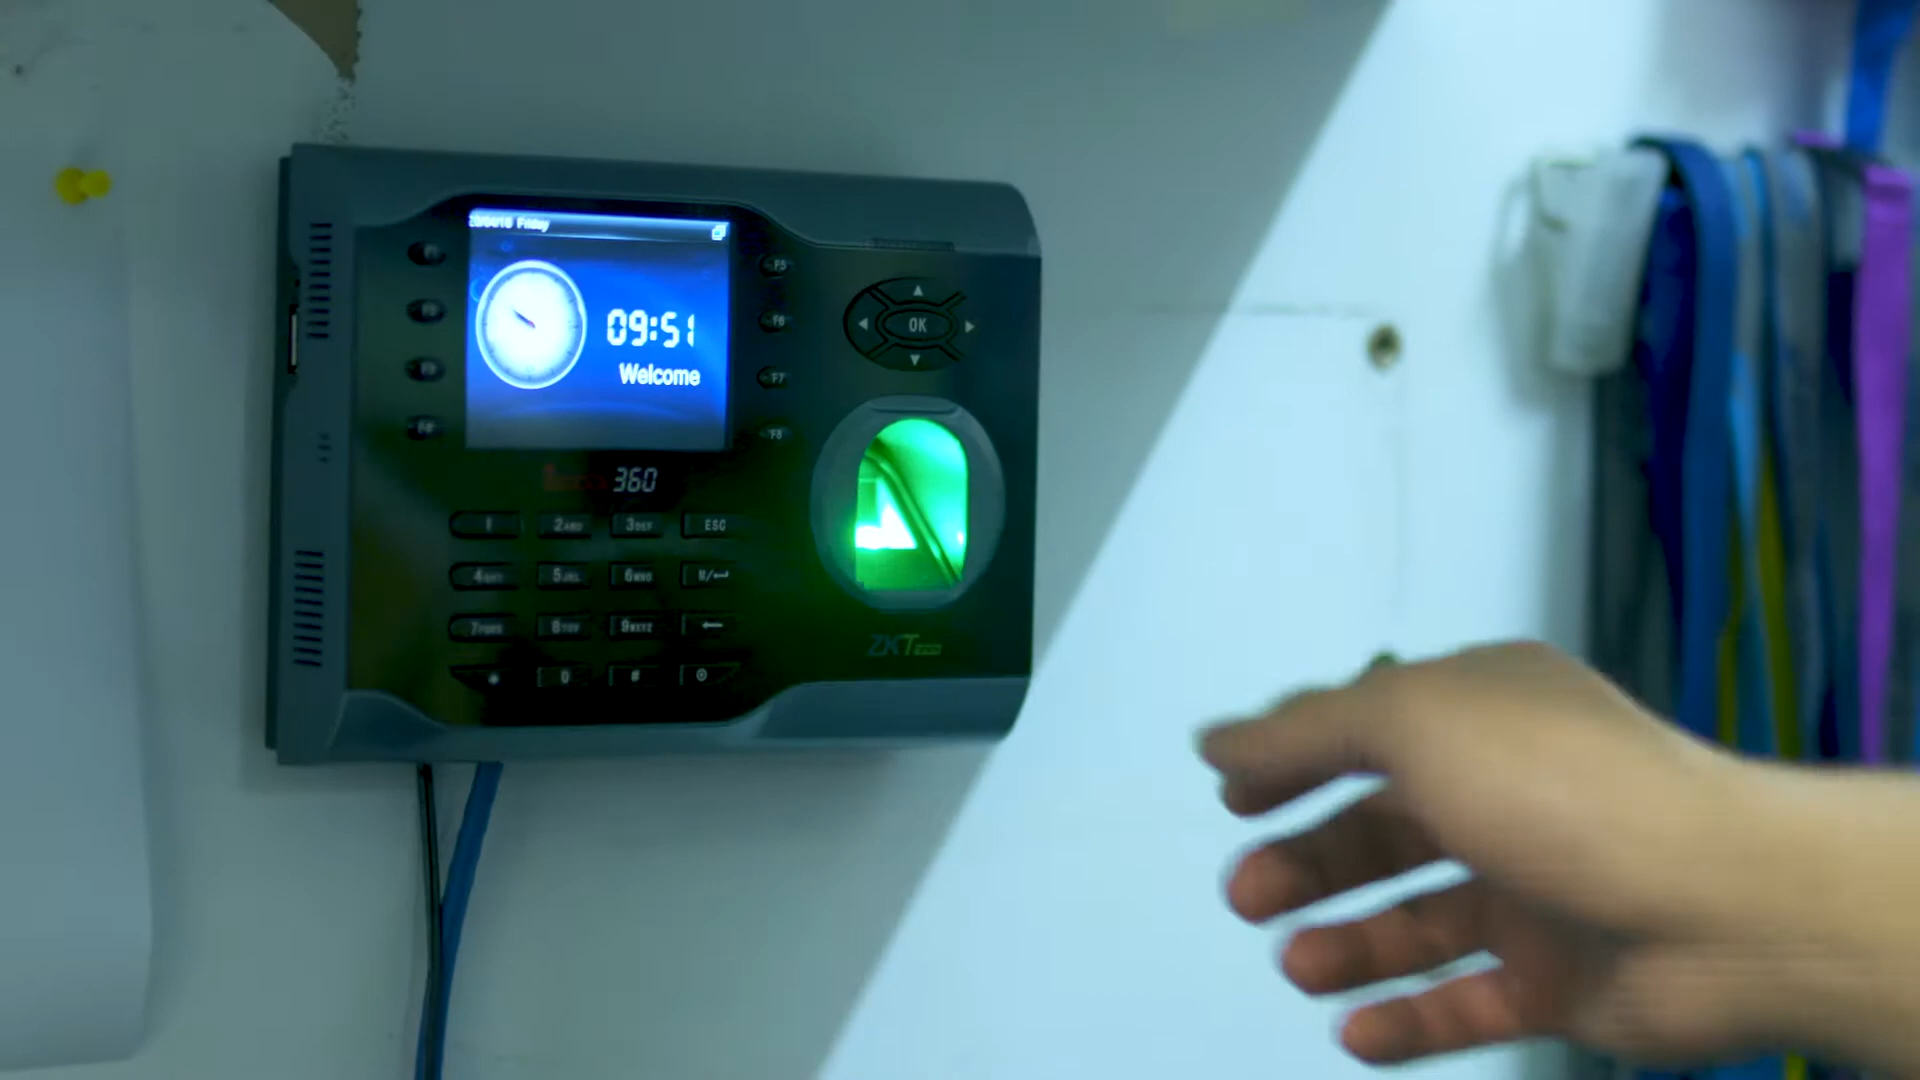 Friday
09:51
Welcome
F5
F6
F7
F8
OK
360
1 2ABC 3DEF ESC
4GHI 5JKL 6MNO M/↵
7PQRS 8TUV 9WXYZ ←
* 0 #
ZKTeco